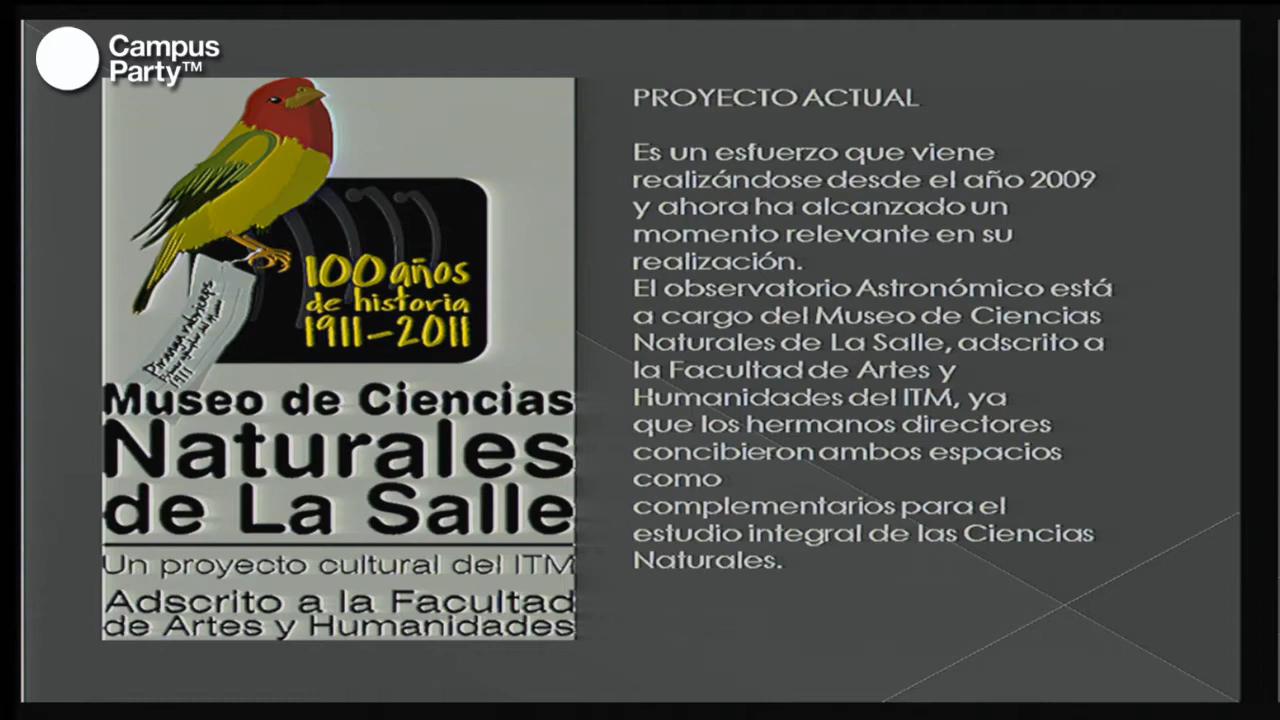 Campus
Party™
PROYECTO ACTUAL
Es un esfuerzo que viene
realizándose desde el año 2009
y ahora ha alcanzado un
momento relevante en su
realización.
El observatorio Astronómico está
a cargo del Museo de Ciencias
Naturales de La Salle, adscrito a
la Facultad de Artes y
Humanidades del ITM, ya
que los hermanos directores
concibieron ambos espacios
como
complementarios para el
estudio integral de las Ciencias
Naturales.
100 años
de historia
1911-2011
1911
Museo de Ciencias
Naturales
de La Salle
Un proyecto cultural del ITM
Adscrito a la Facultad
de Artes y Humanidades